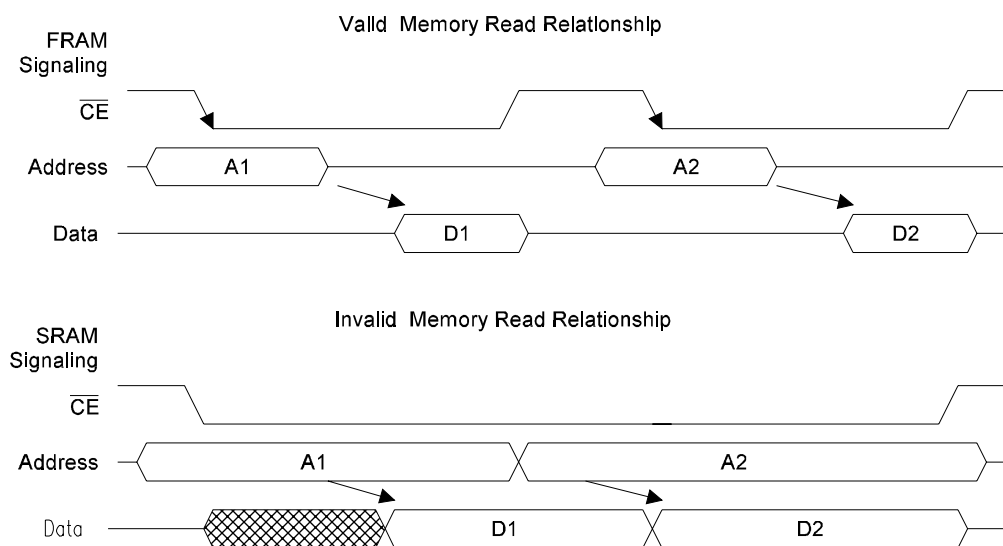 Valid Memory Read Relationship
FRAM
Signaling
CE
Address A1 A2
Data D1 D2
Invalid Memory Read Relationship
SRAM
Signaling
CE
Address A1 A2
Data D1 D2